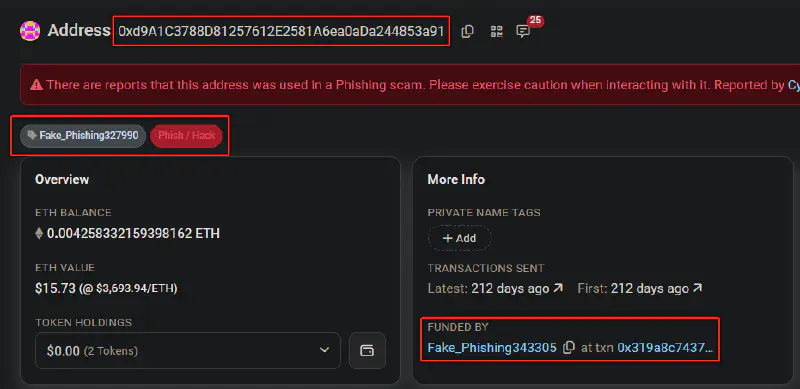 Address 0xd9A1C3788D81257612E2581A6ea0aDa244853a91 25
There are reports that this address was used in a Phishing scam. Please exercise caution when interacting with it. Reported by Cy
Fake_Phishing327990 Phish / Hack
Overview
ETH BALANCE
0.004258332159398162 ETH
ETH VALUE
$15.73 (@ $3,693.94/ETH)
TOKEN HOLDINGS
$0.00 (2 Tokens)
More Info
PRIVATE NAME TAGS
+ Add
TRANSACTIONS SENT
Latest: 212 days ago ↗ First: 212 days ago ↗
FUNDED BY
Fake_Phishing343305 at txn 0x319a8c7437...